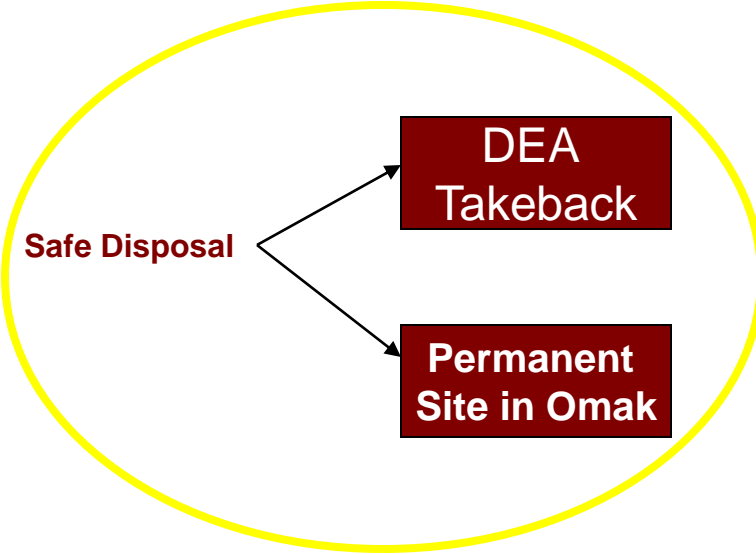 DEA
Takeback
Safe Disposal
Permanent
Site in Omak